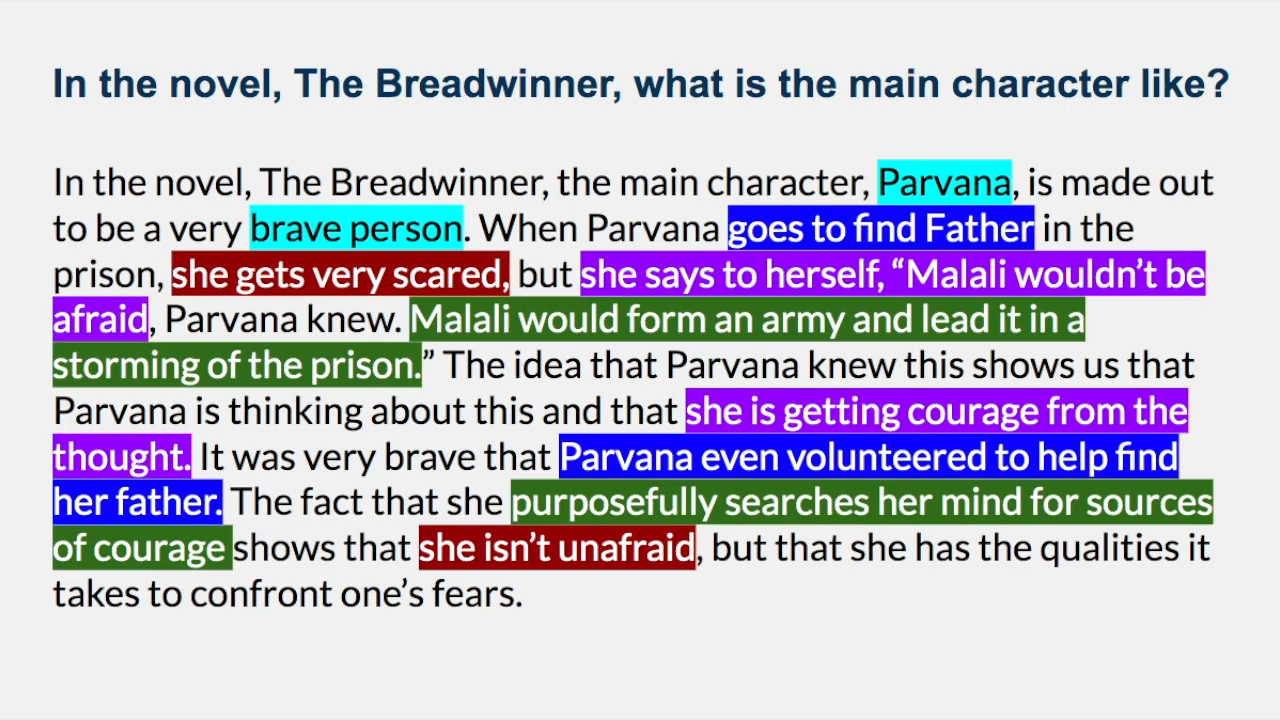 In the novel, The Breadwinner, what is the main character like?
In the novel, The Breadwinner, the main character, Parvana, is made out
to be a very brave person. When Parvana goes to find Father in the
prison, she gets very scared, but she says to herself, “Malali wouldn’t be
afraid, Parvana knew. Malali would form an army and lead it in a
storming of the prison.” The idea that Parvana knew this shows us that
Parvana is thinking about this and that she is getting courage from the
thought. It was very brave that Parvana even volunteered to help find
her father. The fact that she purposefully searches her mind for sources
of courage shows that she isn’t unafraid, but that she has the qualities it
takes to confront one’s fears.